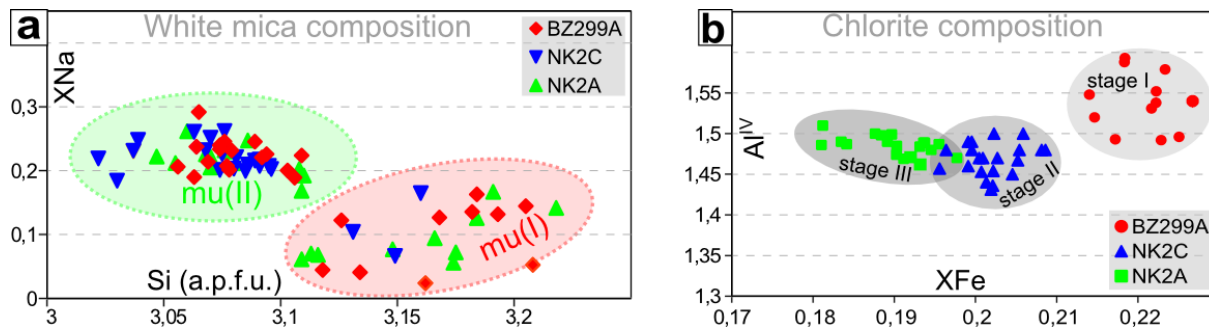 a
White mica composition
XNa
BZ299A
NK2C
NK2A
0,3
0,2
0,1
0
mu(II)
mu(I)
Si (a.p.f.u.)
3
3,05
3,1
3,15
3,2
b
Chlorite composition
AlIV
1,55
1,5
1,45
1,4
1,35
1,3
stage I
stage III
stage II
BZ299A
NK2C
NK2A
XFe
0,17
0,18
0,19
0,2
0,21
0,22